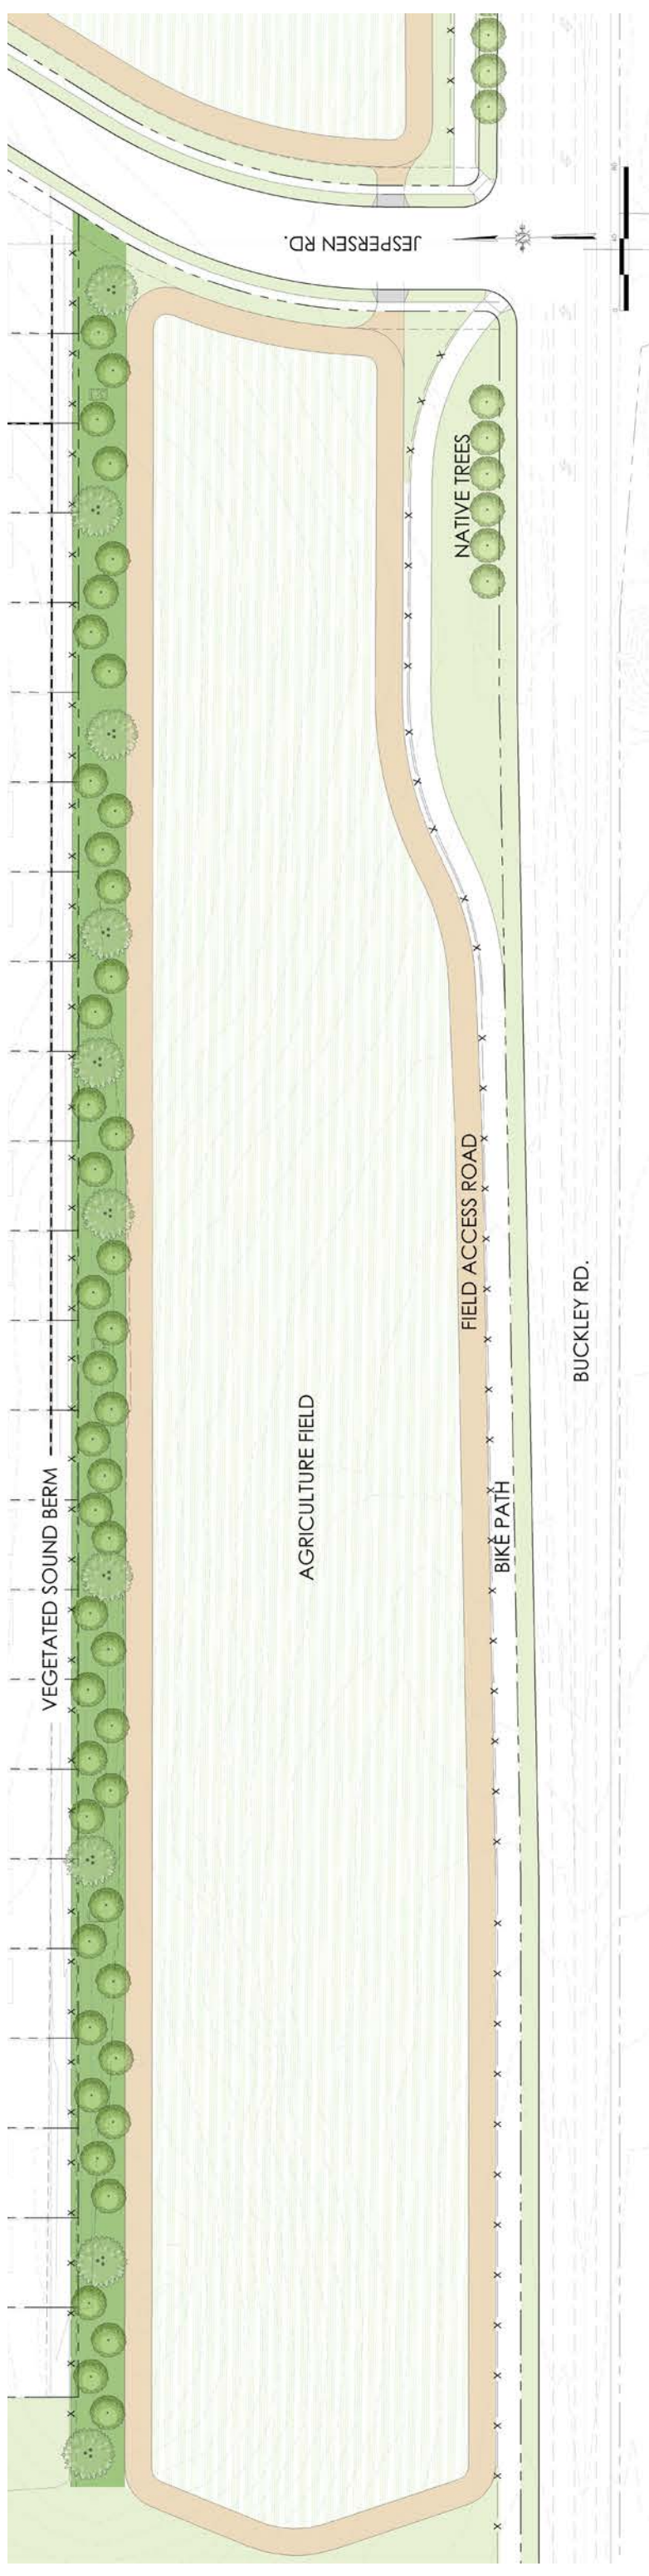 JESPERSEN RD.
NATIVE TREES
FIELD ACCESS ROAD
BUCKLEY RD.
AGRICULTURE FIELD
BIKE PATH
VEGETATED SOUND BERM